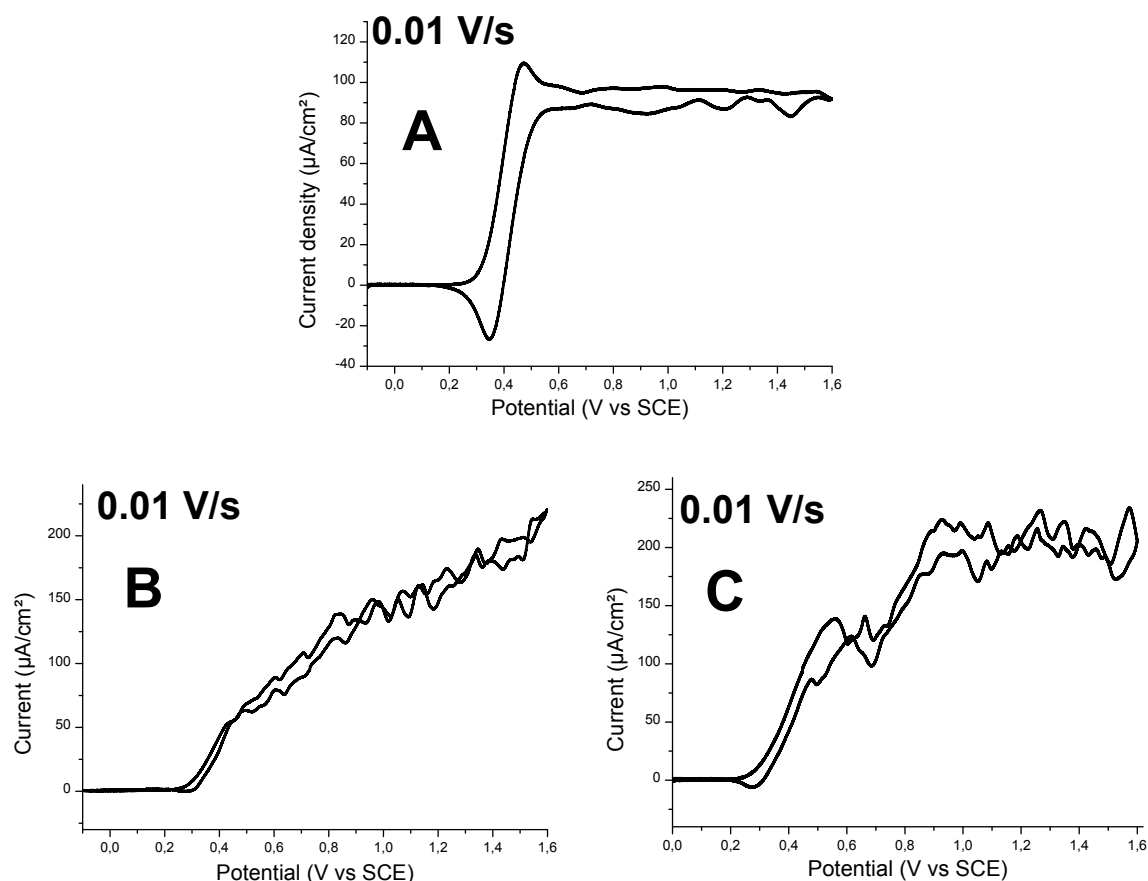 0.01 V/s
A
Current density (µA/cm²)
120
100
80
60
40
20
0
-20
-40
0,0 0,2 0,4 0,6 0,8 1,0 1,2 1,4 1,6
Potential (V vs SCE)
0.01 V/s
B
Current (µA/cm²)
200
150
100
50
0
0,0 0,2 0,4 0,6 0,8 1,0 1,2 1,4 1,6
Potential (V vs SCE)
0.01 V/s
C
Current (µA/cm²)
250
200
150
100
50
0
0,0 0,2 0,4 0,6 0,8 1,0 1,2 1,4 1,6
Potential (V vs SCE)